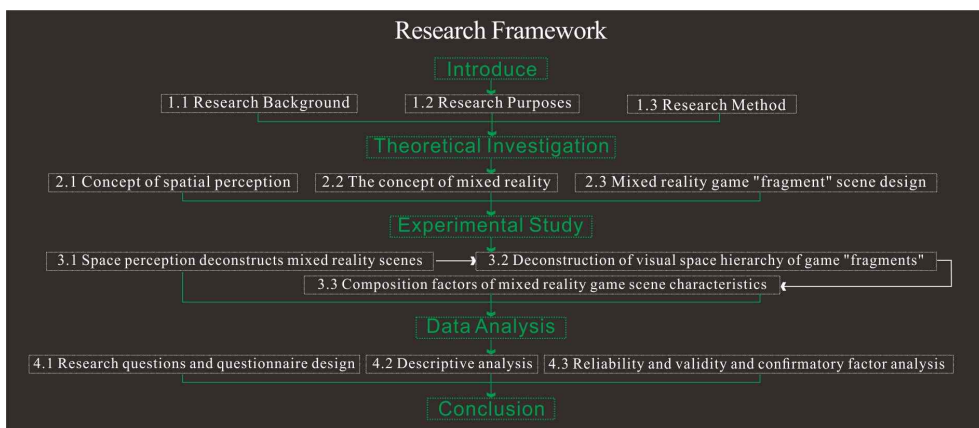 Research Framework
Introduce
1.1 Research Background
1.2 Research Purposes
1.3 Research Method
Theoretical Investigation
2.1 Concept of spatial perception
2.2 The concept of mixed reality
2.3 Mixed reality game "fragment" scene design
Experimental Study
3.1 Space perception deconstructs mixed reality scenes
3.2 Deconstruction of visual space hierarchy of game "fragments"
3.3 Composition factors of mixed reality game scene characteristics
Data Analysis
4.1 Research questions and questionnaire design
4.2 Descriptive analysis
4.3 Reliability and validity and confirmatory factor analysis
Conclusion